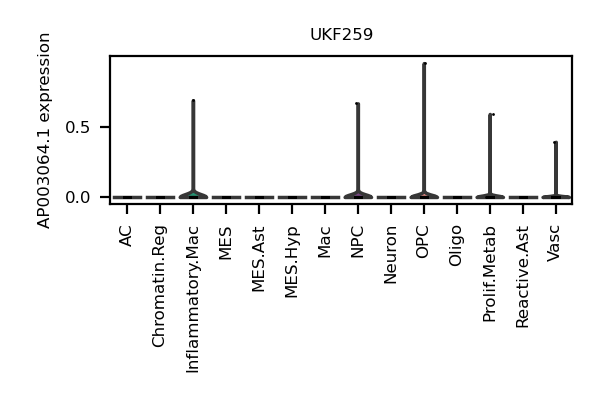 UKF259
AP003064.1 expression
0.5
0.0
AC
Chromatin.Reg
Inflammatory.Mac
MES
MES.Ast
MES.Hyp
Mac
NPC
Neuron
OPC
Oligo
Prolif.Metab
Reactive.Ast
Vasc